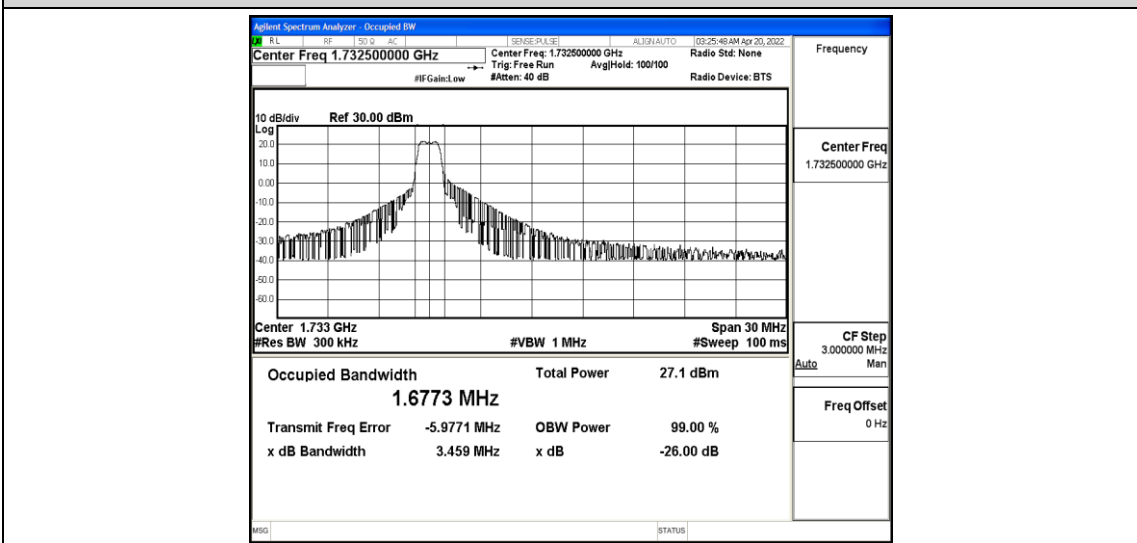 Agilent Spectrum Analyzer - Occupied BW
RL RF 50 Ω AC SENSE:PULSE ALIGN AUTO 03:25:48 AM Apr 20, 2022
Center Freq 1.732500000 GHz
Center Freq: 1.732500000 GHz Radio Std: None
Trig: Free Run Avg|Hold: 100/100
#IFGain:Low #Atten: 40 dB Radio Device: BTS
Frequency
10 dB/div Ref 30.00 dBm
Log
20.0
10.0
0.00
-10.0
-20.0
-30.0
-40.0
-50.0
-60.0
Center 1.733 GHz Span 30 MHz
#Res BW 300 kHz #VBW 1 MHz #Sweep 100 ms
Center Freq
1.732500000 GHz
CF Step
3.000000 MHz
Auto Man
Freq Offset
0 Hz
Occupied Bandwidth Total Power 27.1 dBm
1.6773 MHz
Transmit Freq Error -5.9771 MHz OBW Power 99.00 %
x dB Bandwidth 3.459 MHz x dB -26.00 dB
MSG STATUS